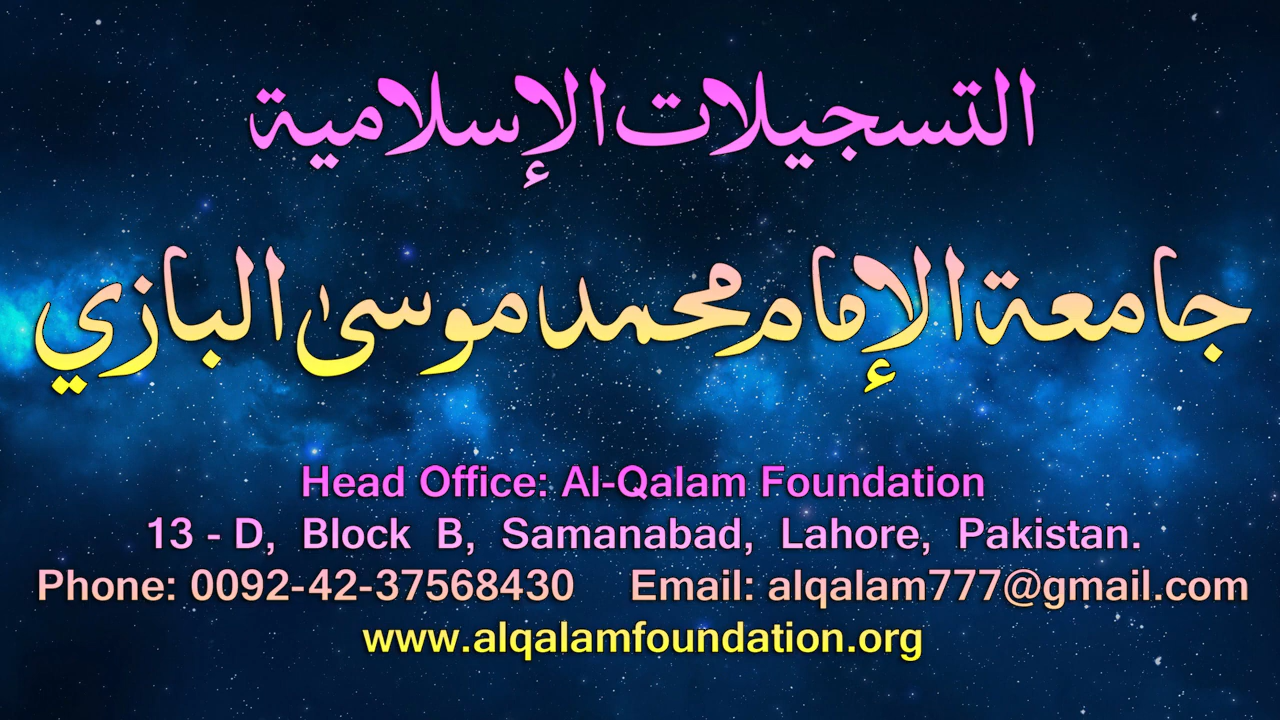 التسجيلات الإسلامية
جامعة الإمام محمد موسىٰ البازي
Head Office: Al-Qalam Foundation
13 - D, Block B, Samanabad, Lahore, Pakistan.
Phone: 0092-42-37568430 Email: alqalam777@gmail.com
www.alqalamfoundation.org